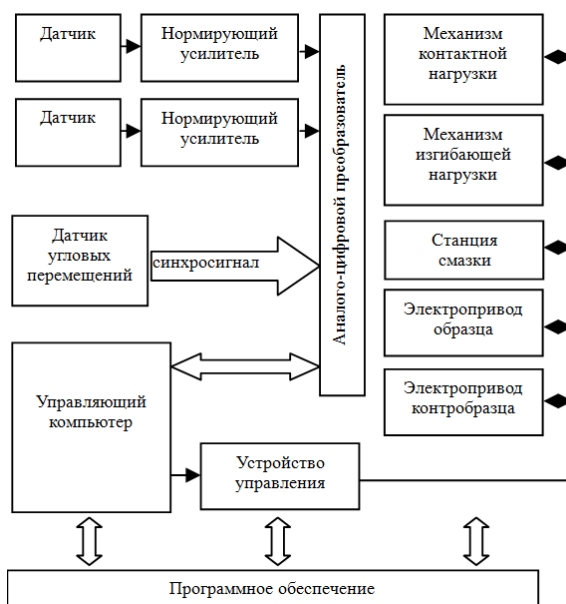 Датчик
Нормирующий
усилитель
Датчик
Нормирующий
усилитель
Датчик
угловых
перемещений
синхросигнал
Аналого-цифровой преобразователь
Механизм
контактной
нагрузки
Механизм
изгибающей
нагрузки
Станция
смазки
Электропривод
образца
Электропривод
контробразца
Управляющий
компьютер
Устройство
управления
Программное обеспечение